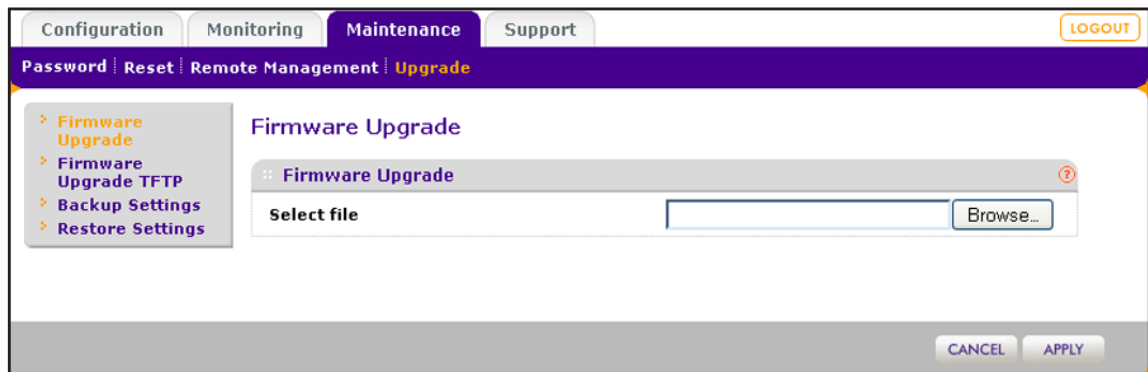 Configuration Monitoring Maintenance Support LOGOUT
Password Reset Remote Management Upgrade
Firmware
Upgrade
Firmware
Upgrade TFTP
Backup Settings
Restore Settings
Firmware Upgrade
Firmware Upgrade ?
Select file Browse...
CANCEL APPLY